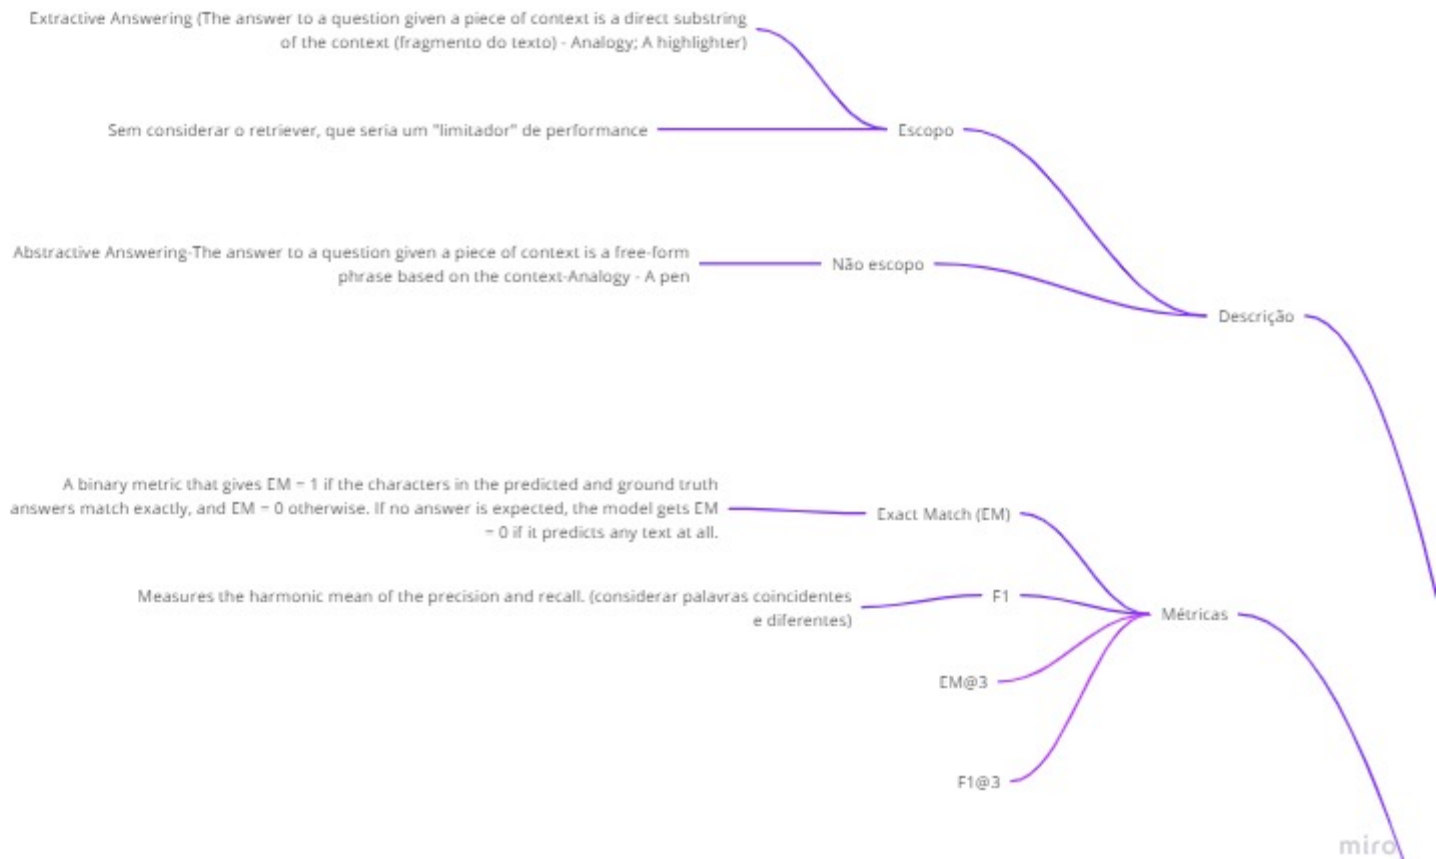 Extractive Answering (The answer to a question given a piece of context is a direct substring
of the context (fragmento do texto) - Analogy; A highlighter)
Sem considerar o retriever, que seria um "limitador" de performance
Escopo
Abstractive Answering-The answer to a question given a piece of context is a free-form
phrase based on the context-Analogy - A pen
Não escopo
Descrição
A binary metric that gives EM = 1 if the characters in the predicted and ground truth
answers match exactly, and EM = 0 otherwise. If no answer is expected, the model gets EM
= 0 if it predicts any text at all.
Exact Match (EM)
Measures the harmonic mean of the precision and recall. (considerar palavras coincidentes
e diferentes)
F1
Métricas
EM@3
F1@3
miro